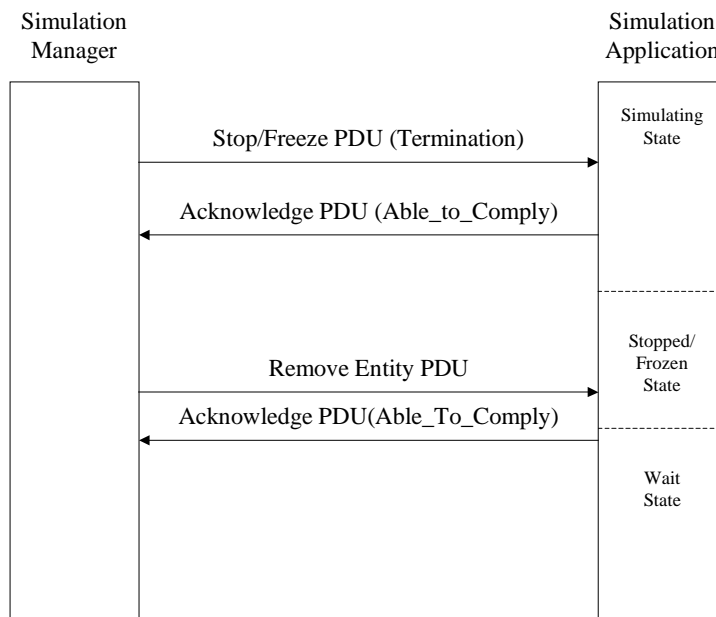 Simulation
Manager
Simulation
Application
Simulating
State
Stop/Freeze PDU (Termination)
Acknowledge PDU (Able_to_Comply)
Stopped/
Frozen
State
Remove Entity PDU
Acknowledge PDU(Able_To_Comply)
Wait
State